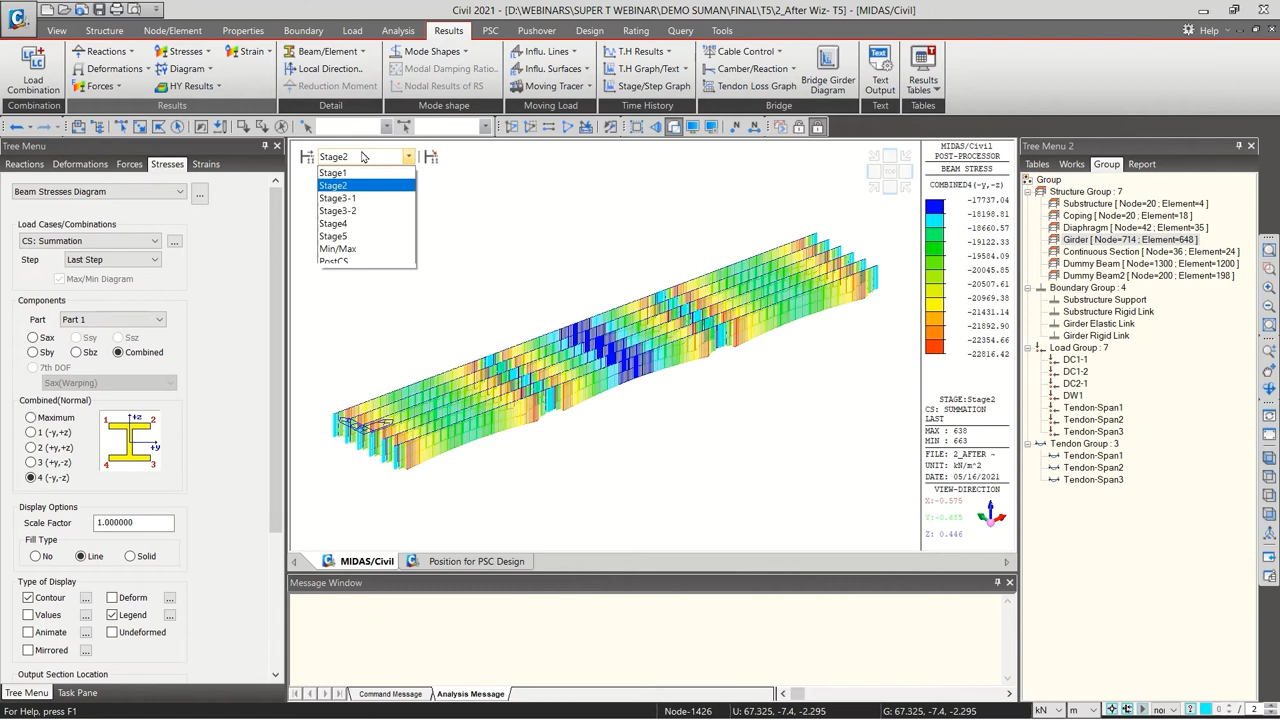 Civil 2021 - [D:\WEBINARS\SUPER T WEBINAR\DEMO SUMAN\FINAL\T5\2_After Wiz- T5] - [MIDAS/Civil]
View Structure Node/Element Properties Boundary Load Analysis Results PSC Pushover Design Rating Query Tools Help
Load Combination
Combination
Reactions Stresses Strain
Deformations Diagram
Forces HY Results
Results
Beam/Element
Local Direction..
Reduction Moment
Detail
Mode Shapes
Modal Damping Ratio..
Nodal Results of RS
Mode shape
Influ. Lines
Influ. Surfaces
Moving Tracer
Moving Load
T.H Results
T.H Graph/Text
Stage/Step Graph
Time History
Cable Control
Camber/Reaction
Tendon Loss Graph
Bridge Girder Diagram
Bridge
Text Output
Text
Results Tables
Tables
Tree Menu
Reactions Deformations Forces Stresses Strains
Beam Stresses Diagram
...
Load Cases/Combinations
CS: Summation
...
Step Last Step
Max/Min Diagram
Components
Part Part 1
Sax Ssy Ssz
Sby Sbz Combined
7th DOF
Sax(Warping)
Combined(Normal)
Maximum
1 (-y,+z)
2 (+y,+z)
3 (+y,-z)
4 (-y,-z)
1 +z 2
+y
4 3
Display Options
Scale Factor 1.000000
Fill Type
No Line Solid
Type of Display
Contour ... Deform ...
Values ... Legend ...
Animate ... Undeformed
Mirrored ...
Output Section Location
Tree Menu Task Pane
Stage2
Stage1
Stage2
Stage3-1
Stage3-2
Stage4
Stage5
Min/Max
PostCS
TOP
MIDAS/Civil
POST-PROCESSOR
BEAM STRESS
COMBINED4(-y,-z)
-17737.04
-18198.81
-18660.57
-19122.33
-19584.09
-20045.85
-20507.61
-20969.38
-21431.14
-21892.90
-22354.66
-22816.42
STAGE:Stage2
CS: SUMMATION
LAST
MAX : 638
MIN : 663
FILE: 2_AFTER ~
UNIT: kN/m^2
DATE: 05/16/2021
VIEW-DIRECTION
X:-0.575
Y:-0.655
Z: 0.446
MIDAS/Civil Position for PSC Design
Message Window
Command Message Analysis Message
Tree Menu 2
Tables Works Group Report
Group
Structure Group : 7
Substructure [ Node=20 ; Element=4 ]
Coping [ Node=20 ; Element=18 ]
Diaphragm [ Node=42 ; Element=35 ]
Girder [ Node=714 ; Element=648 ]
Continuous Section [ Node=36 ; Element=24 ]
Dummy Beam [ Node=1300 ; Element=1200 ]
Dummy Beam2 [ Node=200 ; Element=198 ]
Boundary Group : 4
Substructure Support
Substructure Rigid Link
Girder Elastic Link
Girder Rigid Link
Load Group : 7
DC1-1
DC1-2
DC2-1
DW1
Tendon-Span1
Tendon-Span2
Tendon-Span3
Tendon Group : 3
Tendon-Span1
Tendon-Span2
Tendon-Span3
For Help, press F1
Node-1426 U: 67.325, -7.4, -2.295 G: 67.325, -7.4, -2.295 kN m non 0 / 2